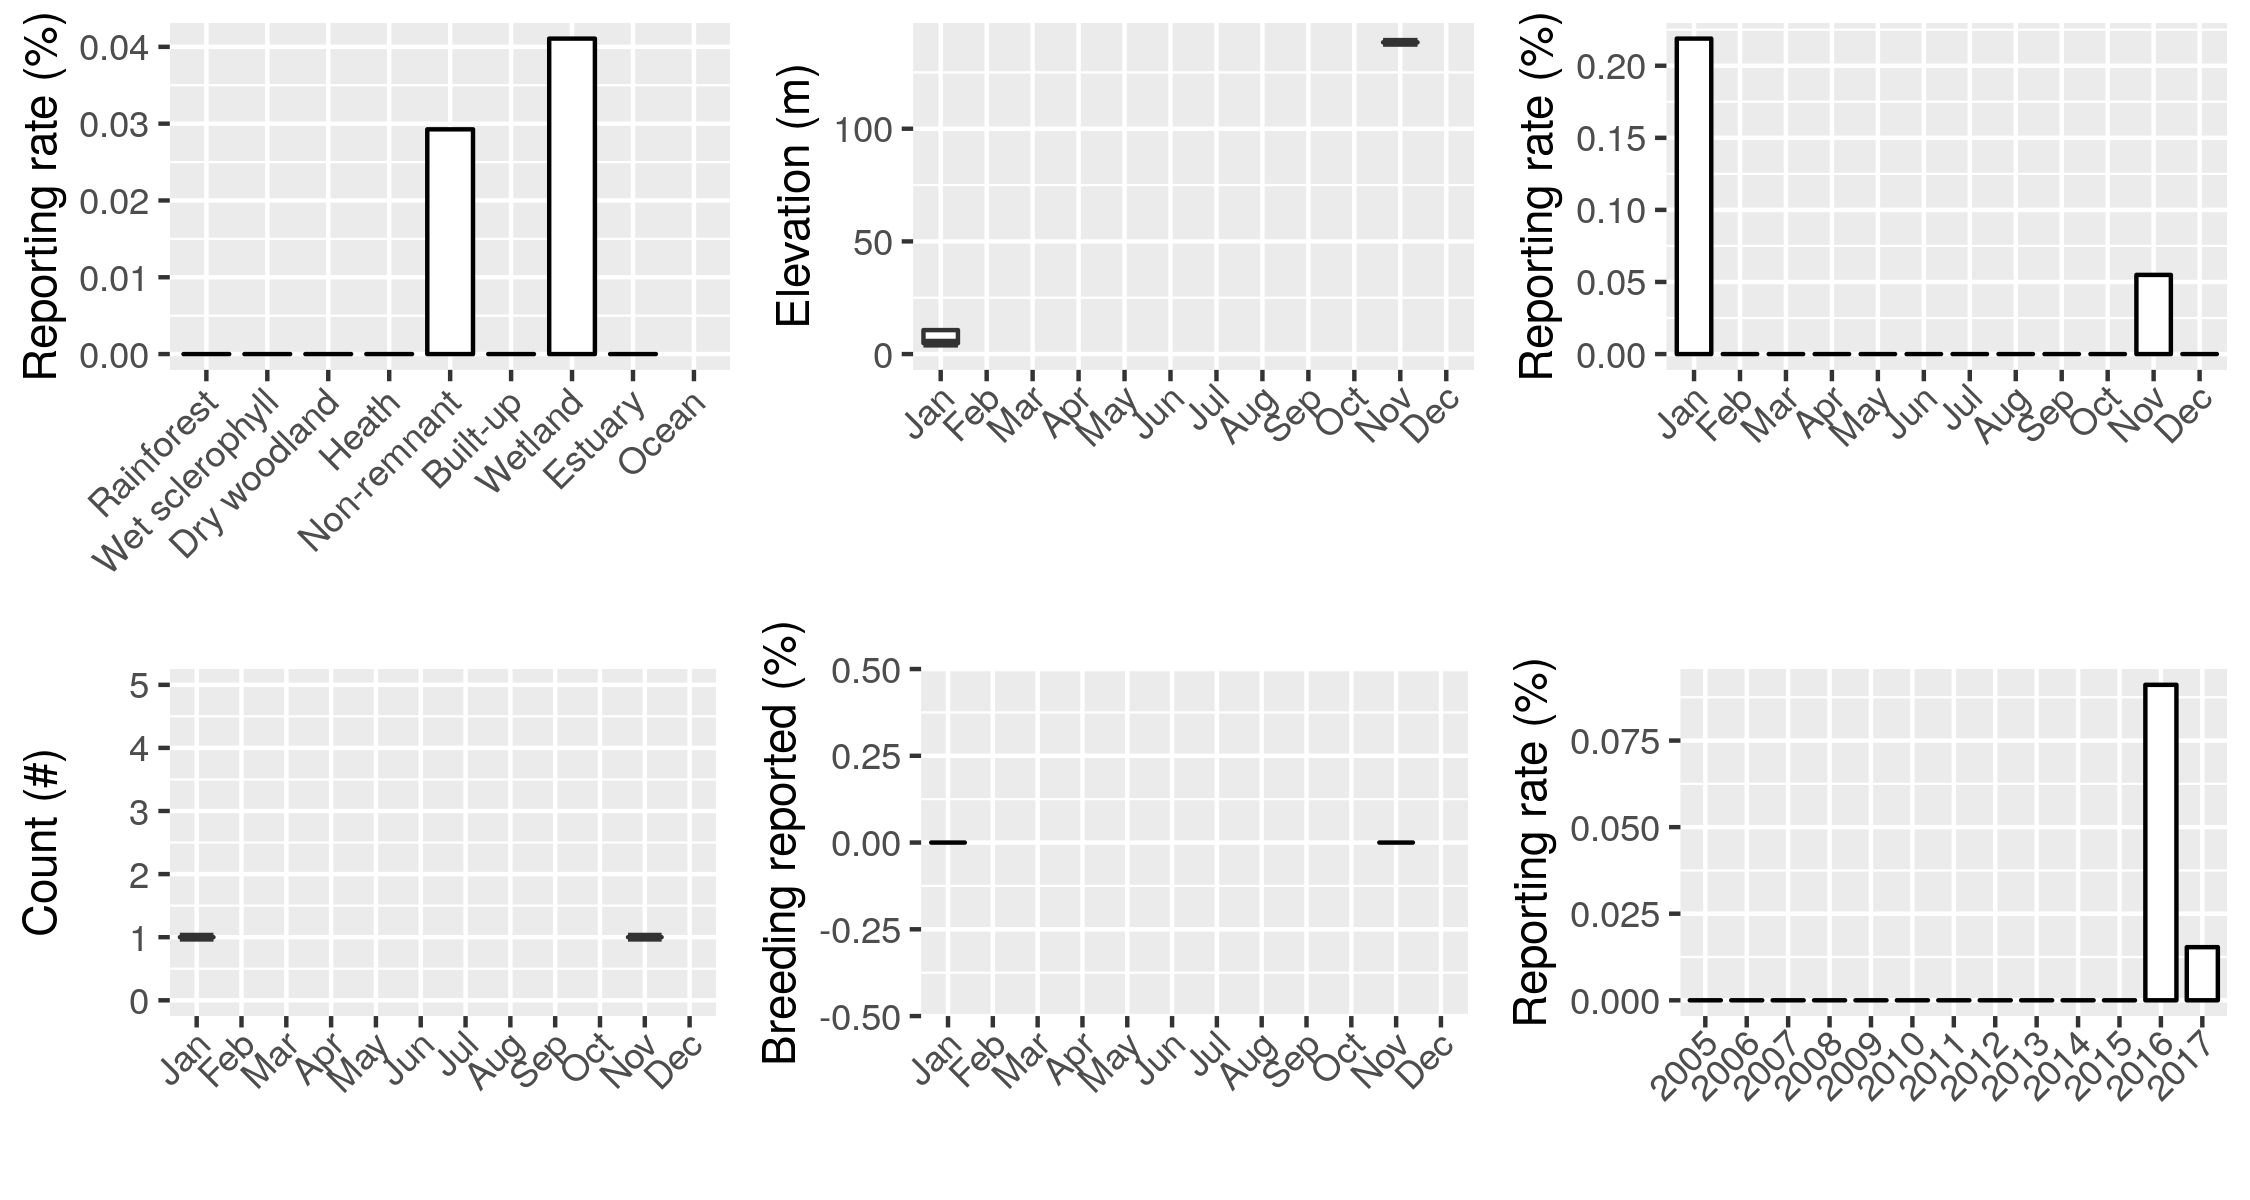 Reporting rate (%)
0.04
0.03
0.02
0.01
0.00
Rainforest
Wet sclerophyll
Dry woodland
Heath
Non-remnant
Built-up
Wetland
Estuary
Ocean
Elevation (m)
100
50
0
Jan
Feb
Mar
Apr
May
Jun
Jul
Aug
Sep
Oct
Nov
Dec
Reporting rate (%)
0.20
0.15
0.10
0.05
0.00
Jan
Feb
Mar
Apr
May
Jun
Jul
Aug
Sep
Oct
Nov
Dec
Count (#)
5
4
3
2
1
0
Jan
Feb
Mar
Apr
May
Jun
Jul
Aug
Sep
Oct
Nov
Dec
Breeding reported (%)
0.50
0.25
0.00
-0.25
-0.50
Jan
Feb
Mar
Apr
May
Jun
Jul
Aug
Sep
Oct
Nov
Dec
Reporting rate (%)
0.075
0.050
0.025
0.000
2005
2006
2007
2008
2009
2010
2011
2012
2013
2014
2015
2016
2017